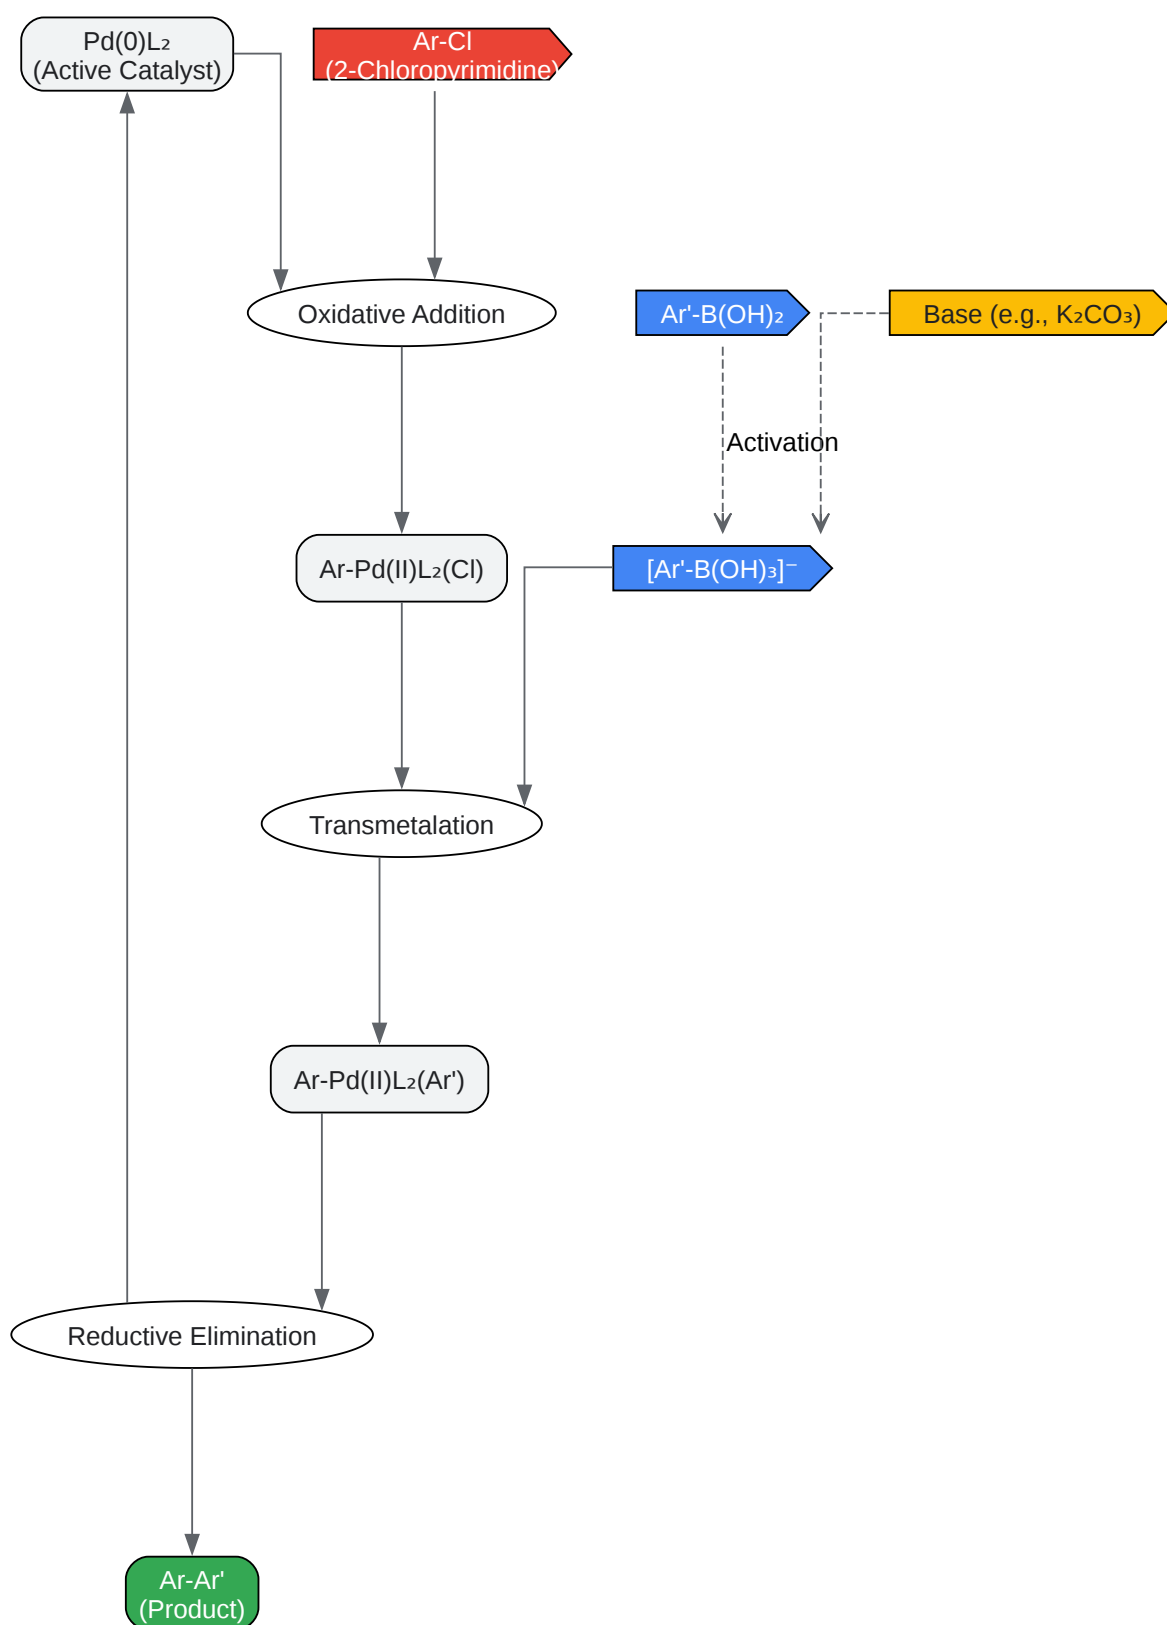 Pd(0)L₂
(Active Catalyst)
Ar-Cl
(2-Chloropyrimidine)
Oxidative Addition
Ar'-B(OH)₂
Base (e.g., K₂CO₃)
Activation
Ar-Pd(II)L₂(Cl)
[Ar'-B(OH)₃]⁻
Transmetalation
Ar-Pd(II)L₂(Ar')
Reductive Elimination
Ar-Ar'
(Product)